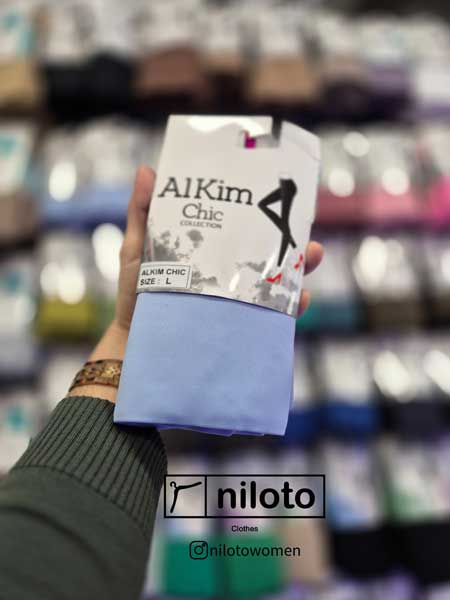 AlKim
Chic
COLLECTION
ALKIM CHIC
SIZE : L
niloto
Clothes
nilotowomen